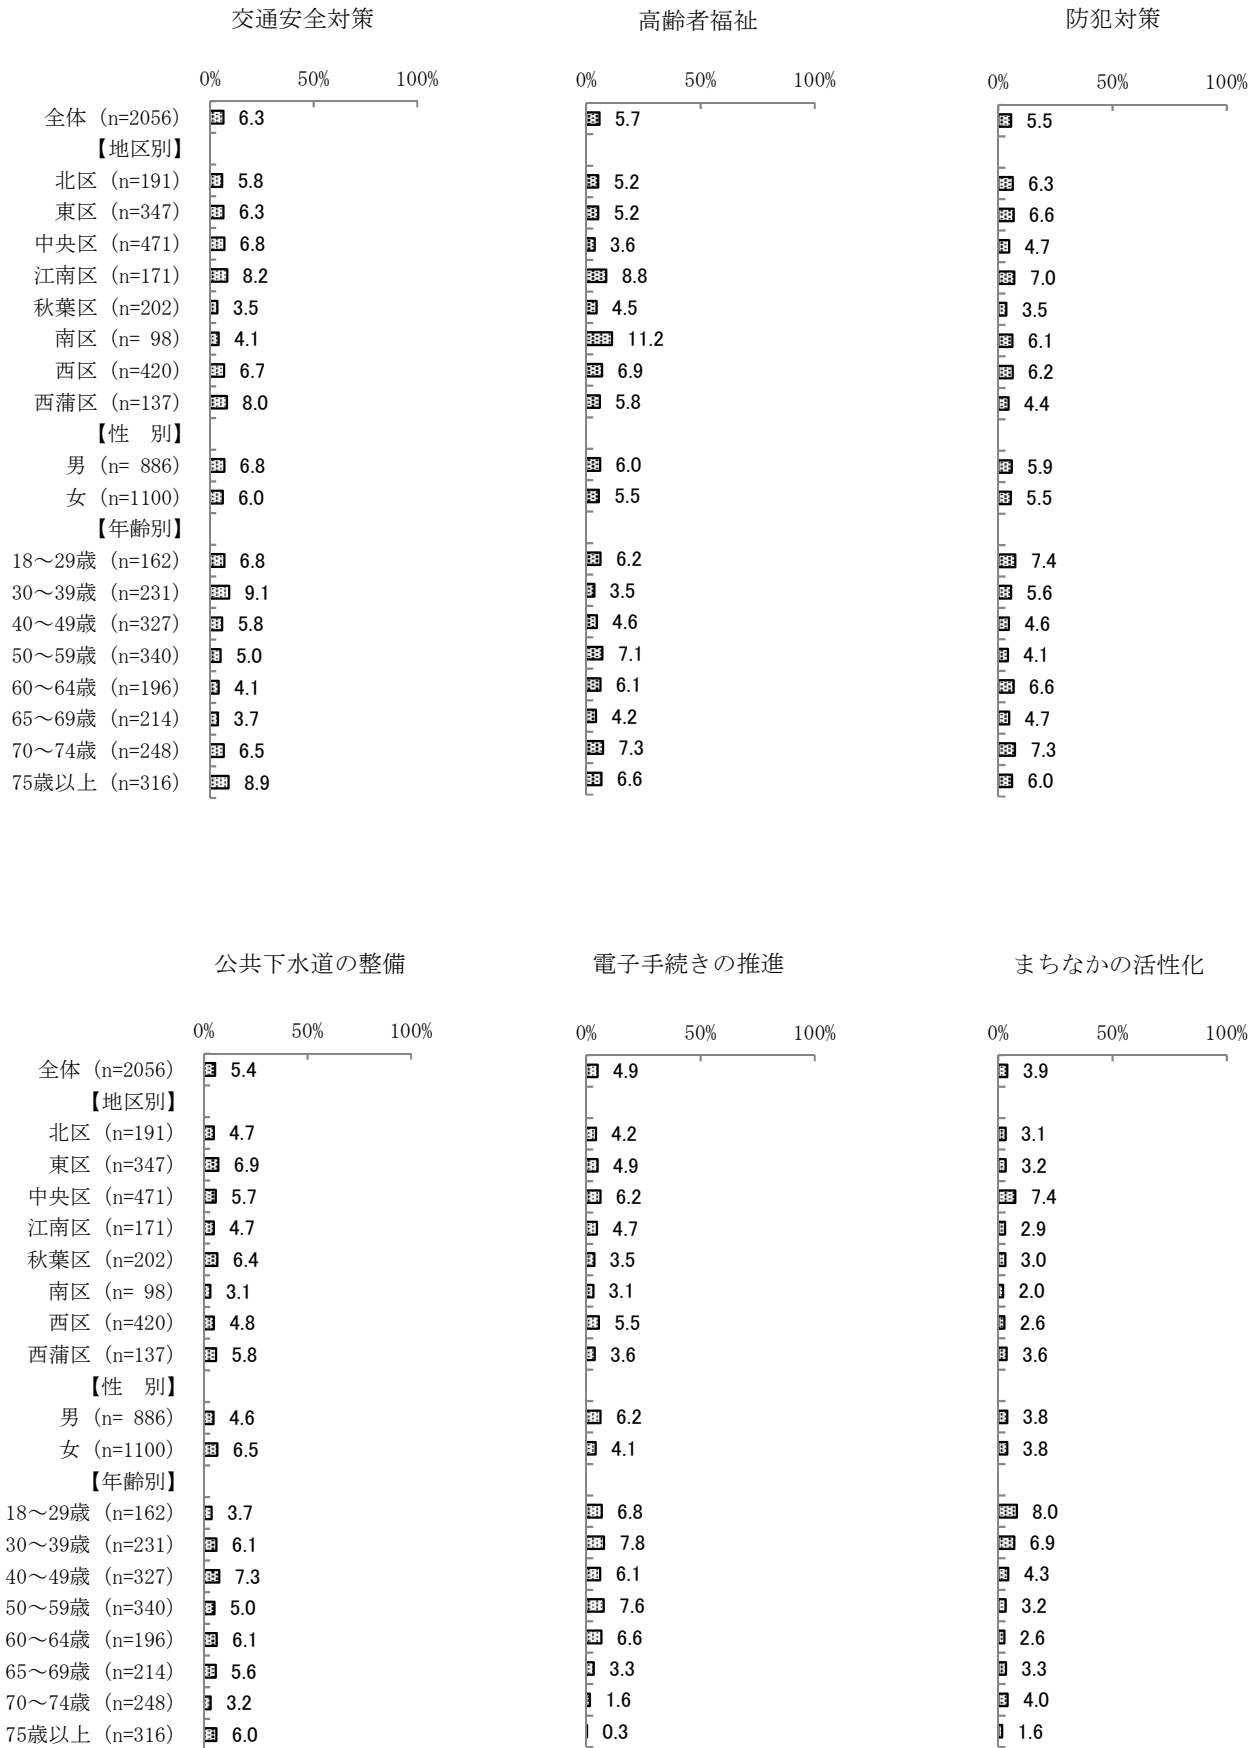 交通安全対策 高齢者福祉 防犯対策
0% 50% 100% 0% 50% 100% 0% 50% 100%
全体 (n=2056) 6.3 5.7 5.5
【地区別】
北区 (n=191) 5.8 5.2 6.3
東区 (n=347) 6.3 5.2 6.6
中央区 (n=471) 6.8 3.6 4.7
江南区 (n=171) 8.2 8.8 7.0
秋葉区 (n=202) 3.5 4.5 3.5
南区 (n= 98) 4.1 11.2 6.1
西区 (n=420) 6.7 6.9 6.2
西蒲区 (n=137) 8.0 5.8 4.4
【性　別】
男 (n= 886) 6.8 6.0 5.9
女 (n=1100) 6.0 5.5 5.5
【年齢別】
18～29歳 (n=162) 6.8 6.2 7.4
30～39歳 (n=231) 9.1 3.5 5.6
40～49歳 (n=327) 5.8 4.6 4.6
50～59歳 (n=340) 5.0 7.1 4.1
60～64歳 (n=196) 4.1 6.1 6.6
65～69歳 (n=214) 3.7 4.2 4.7
70～74歳 (n=248) 6.5 7.3 7.3
75歳以上 (n=316) 8.9 6.6 6.0
公共下水道の整備 電子手続きの推進 まちなかの活性化
0% 50% 100% 0% 50% 100% 0% 50% 100%
全体 (n=2056) 5.4 4.9 3.9
【地区別】
北区 (n=191) 4.7 4.2 3.1
東区 (n=347) 6.9 4.9 3.2
中央区 (n=471) 5.7 6.2 7.4
江南区 (n=171) 4.7 4.7 2.9
秋葉区 (n=202) 6.4 3.5 3.0
南区 (n= 98) 3.1 3.1 2.0
西区 (n=420) 4.8 5.5 2.6
西蒲区 (n=137) 5.8 3.6 3.6
【性　別】
男 (n= 886) 4.6 6.2 3.8
女 (n=1100) 6.5 4.1 3.8
【年齢別】
18～29歳 (n=162) 3.7 6.8 8.0
30～39歳 (n=231) 6.1 7.8 6.9
40～49歳 (n=327) 7.3 6.1 4.3
50～59歳 (n=340) 5.0 7.6 3.2
60～64歳 (n=196) 6.1 6.6 2.6
65～69歳 (n=214) 5.6 3.3 3.3
70～74歳 (n=248) 3.2 1.6 4.0
75歳以上 (n=316) 6.0 0.3 1.6